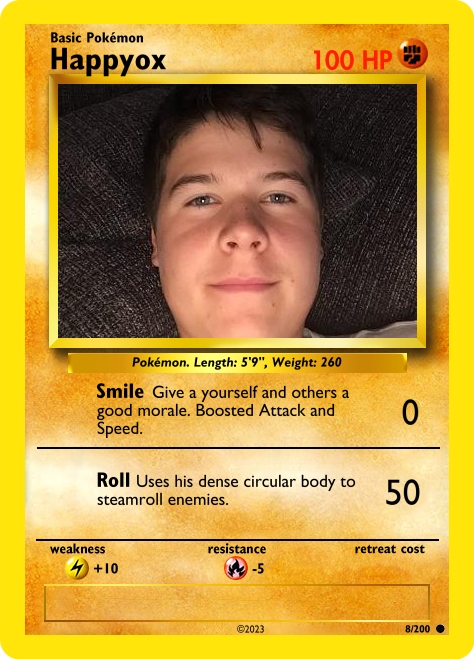 Basic Pokémon
Happyox
100 HP
Pokémon. Length: 5'9", Weight: 260
Smile Give a yourself and others a
good morale. Boosted Attack and
Speed.
0
Roll Uses his dense circular body to
steamroll enemies.
50
weakness
resistance
retreat cost
+10
-5
©2023
8/200